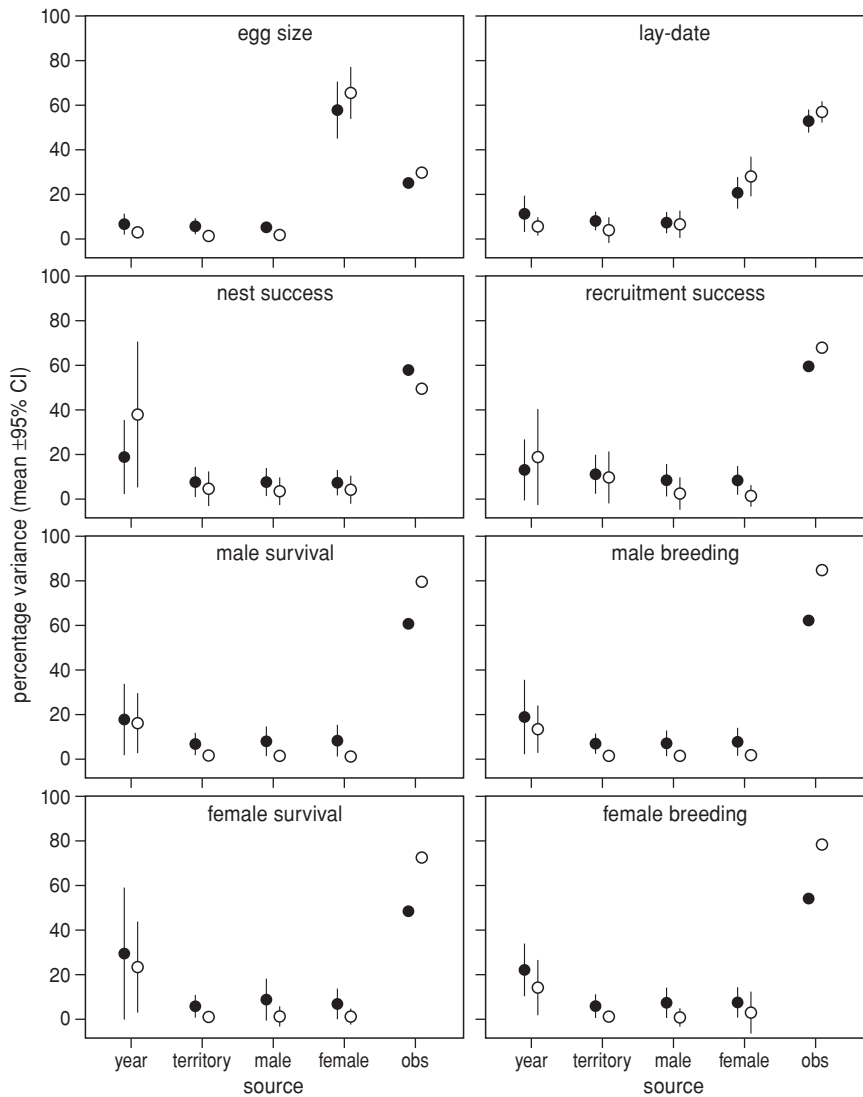 egg size
lay-date
100
80
60
40
20
0
nest success
recruitment success
100
80
60
40
20
0
male survival
male breeding
100
80
60
40
20
0
female survival
female breeding
100
80
60
40
20
0
percentage variance (mean ±95% CI)
year territory male female obs
year territory male female obs
source
source